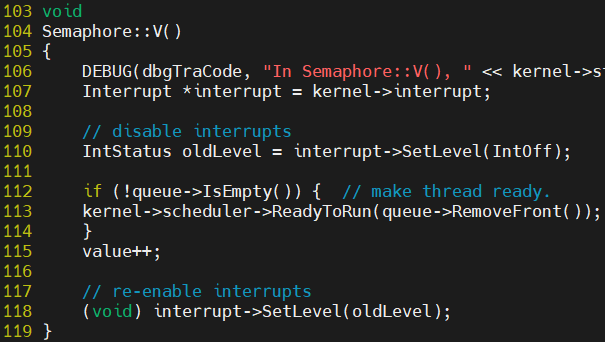 103 void
104 Semaphore::V()
105 {
106     DEBUG(dbgTraCode, "In Semaphore::V(), " << kernel->st
107     Interrupt *interrupt = kernel->interrupt;
108
109     // disable interrupts
110     IntStatus oldLevel = interrupt->SetLevel(IntOff);
111
112     if (!queue->IsEmpty()) {  // make thread ready.
113     kernel->scheduler->ReadyToRun(queue->RemoveFront());
114     }
115     value++;
116
117     // re-enable interrupts
118     (void) interrupt->SetLevel(oldLevel);
119 }